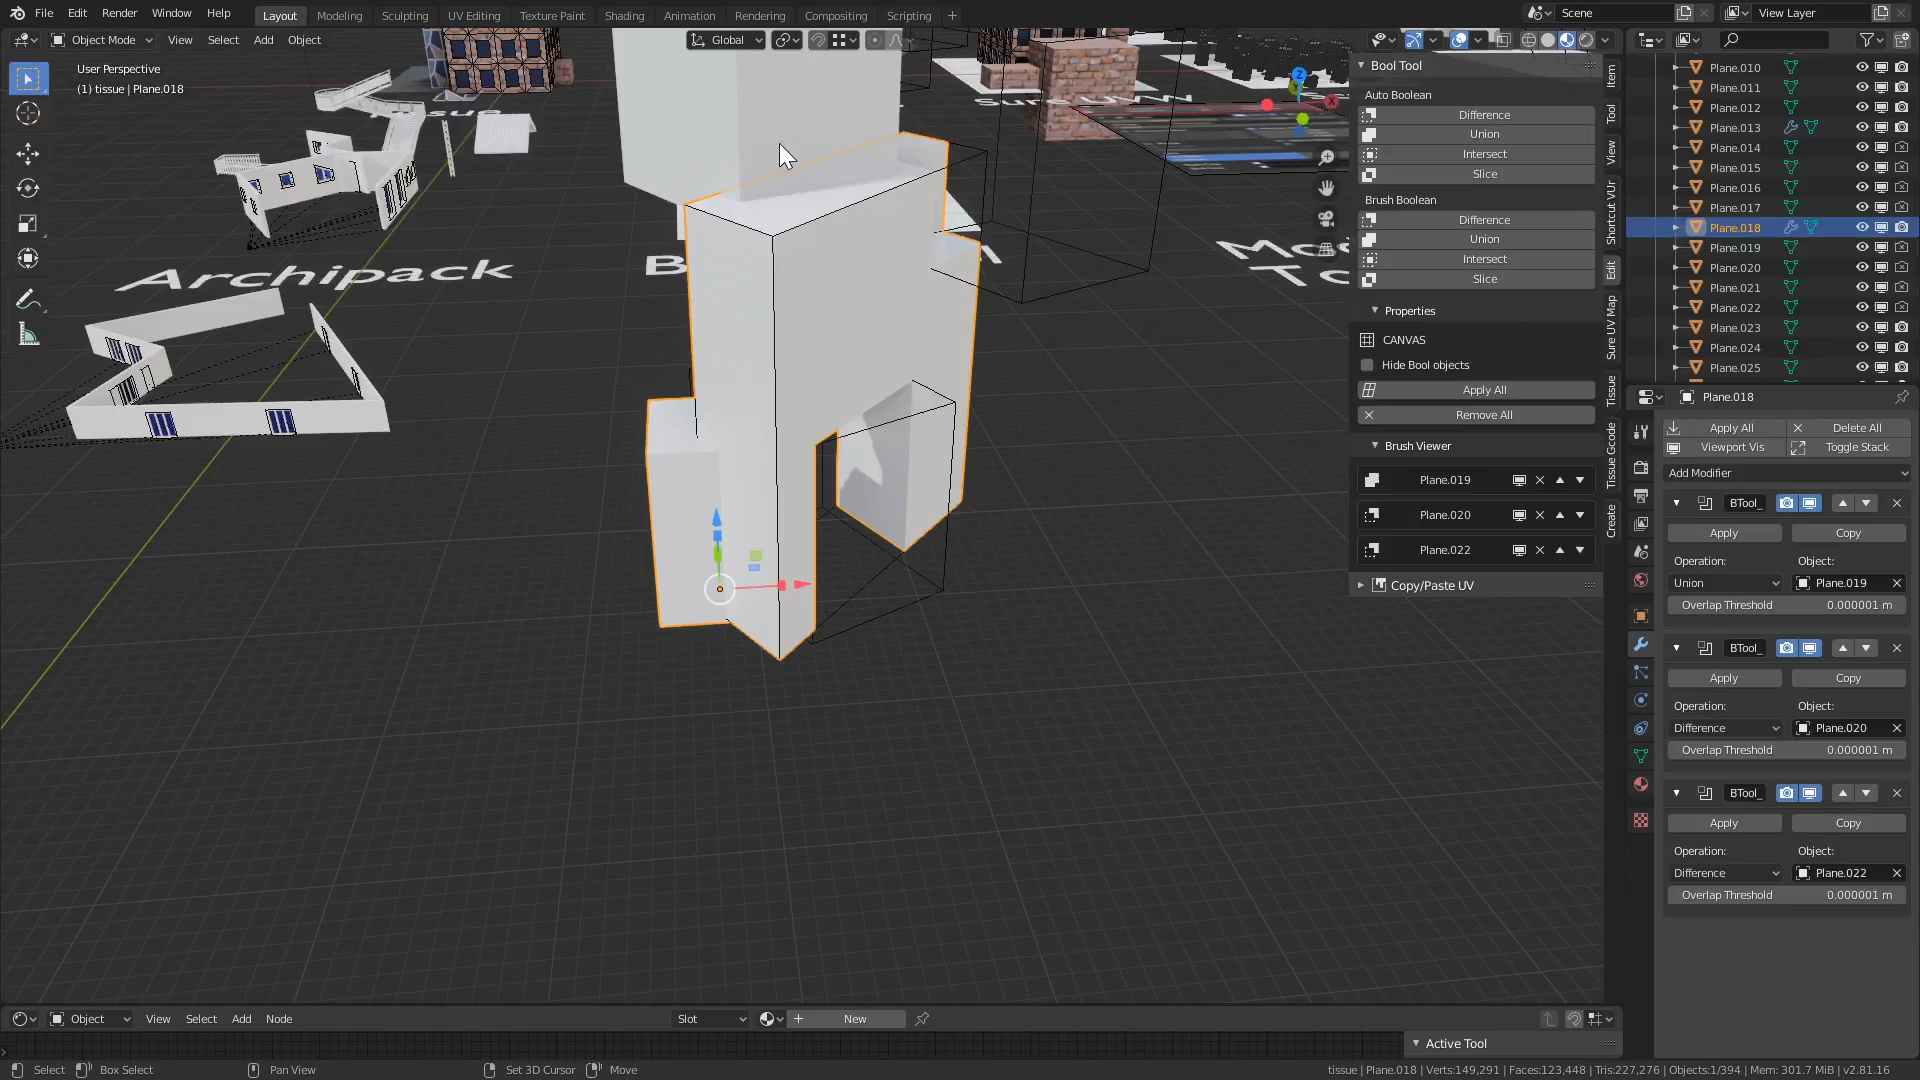 File Edit Render Window Help
Layout Modeling Sculpting UV Editing Texture Paint Shading Animation Rendering Compositing Scripting +
Scene
View Layer
Object Mode View Select Add Object
Global
User Perspective
(1) tissue | Plane.018
Archipack
Bool Tool
Auto Boolean
Difference
Union
Intersect
Slice
Brush Boolean
Difference
Union
Intersect
Slice
Properties
CANVAS
Hide Bool objects
Apply All
Remove All
Brush Viewer
Plane.019
Plane.020
Plane.022
Copy/Paste UV
Item
Tool
View
Shortcut VUr
Edit
Sure UV Map
Tissue
Tissue Gcode
Create
Plane.010
Plane.011
Plane.012
Plane.013
Plane.014
Plane.015
Plane.016
Plane.017
Plane.018
Plane.019
Plane.020
Plane.021
Plane.022
Plane.023
Plane.024
Plane.025
Plane.018
Apply All Delete All
Viewport Vis Toggle Stack
Add Modifier
BTool_
Apply Copy
Operation: Object:
Union Plane.019
Overlap Threshold 0.000001 m
BTool_
Apply Copy
Operation: Object:
Difference Plane.020
Overlap Threshold 0.000001 m
BTool_
Apply Copy
Operation: Object:
Difference Plane.022
Overlap Threshold 0.000001 m
Object View Select Add Node
Slot
New
Active Tool
Select Box Select Pan View Set 3D Cursor Move
tissue | Plane.018 | Verts:149,291 | Faces:123,448 | Tris:227,276 | Objects:1/394 | Mem: 301.7 MiB | v2.81.16